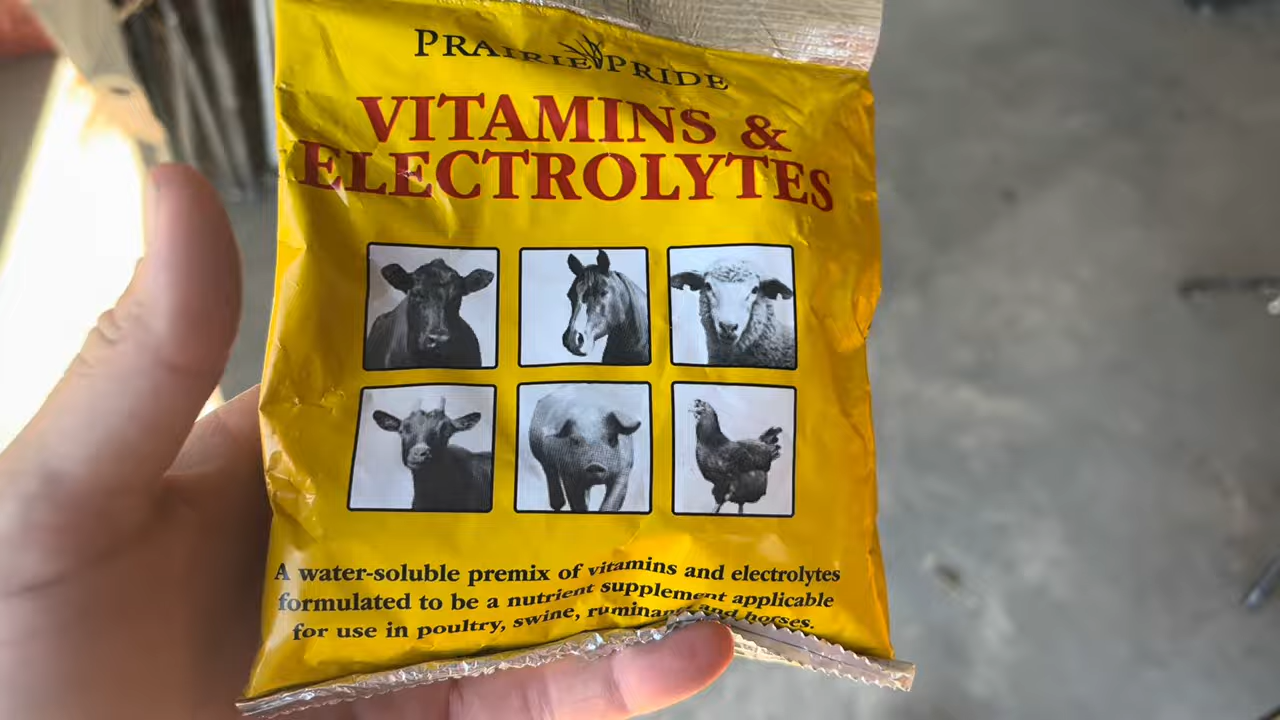 PRAIRIE PRIDE
VITAMINS &
ELECTROLYTES
A water-soluble premix of vitamins and electrolytes
formulated to be a nutrient supplement applicable
for use in poultry, swine, ruminant and horses.